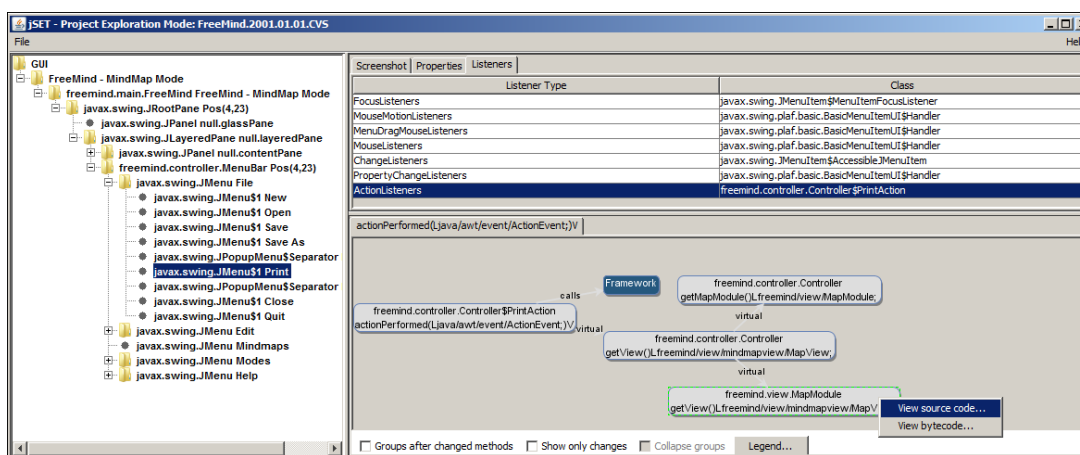 jSET - Project Exploration Mode: FreeMind.2001.01.01.CVS
File
Hel
GUI
FreeMind - MindMap Mode
freemind.main.FreeMind FreeMind - MindMap Mode
javax.swing.JRootPane Pos(4,23)
javax.swing.JPanel null.glassPane
javax.swing.JLayeredPane null.layeredPane
javax.swing.JPanel null.contentPane
freemind.controller.MenuBar Pos(4,23)
javax.swing.JMenu File
javax.swing.JMenu$1 New
javax.swing.JMenu$1 Open
javax.swing.JMenu$1 Save
javax.swing.JMenu$1 Save As
javax.swing.JPopupMenu$Separator
javax.swing.JMenu$1 Print
javax.swing.JPopupMenu$Separator
javax.swing.JMenu$1 Close
javax.swing.JMenu$1 Quit
javax.swing.JMenu Edit
javax.swing.JMenu Mindmaps
javax.swing.JMenu Modes
javax.swing.JMenu Help
Screenshot Properties Listeners
Listener Type Class
FocusListeners javax.swing.JMenuItem$MenuItemFocusListener
MouseMotionListeners javax.swing.plaf.basic.BasicMenuItemUI$Handler
MenuDragMouseListeners javax.swing.plaf.basic.BasicMenuItemUI$Handler
MouseListeners javax.swing.plaf.basic.BasicMenuItemUI$Handler
ChangeListeners javax.swing.JMenuItem$AccessibleJMenuItem
PropertyChangeListeners javax.swing.plaf.basic.BasicMenuItemUI$Handler
ActionListeners freemind.controller.Controller$PrintAction
actionPerformed(Ljava/awt/event/ActionEvent;)V
Framework
calls
freemind.controller.Controller
getMapModule()Lfreemind/view/MapModule;
freemind.controller.Controller$PrintAction
actionPerformed(Ljava/awt/event/ActionEvent;)V
virtual
virtual
freemind.controller.Controller
getView()Lfreemind/view/mindmapview/MapView;
virtual
freemind.view.MapModule
getView()Lfreemind/view/mindmapview/MapV
View source code...
View bytecode...
Groups after changed methods Show only changes Collapse groups Legend...